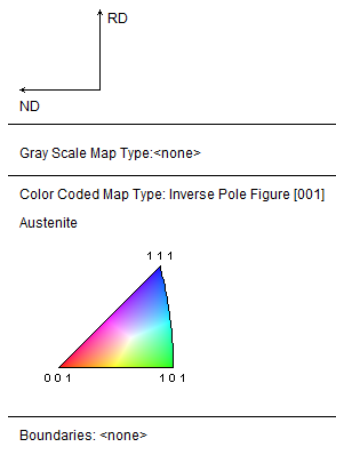 RD
ND
Gray Scale Map Type:<none>
Color Coded Map Type: Inverse Pole Figure [001]
Austenite
1 1 1
0 0 1
1 0 1
Boundaries: <none>